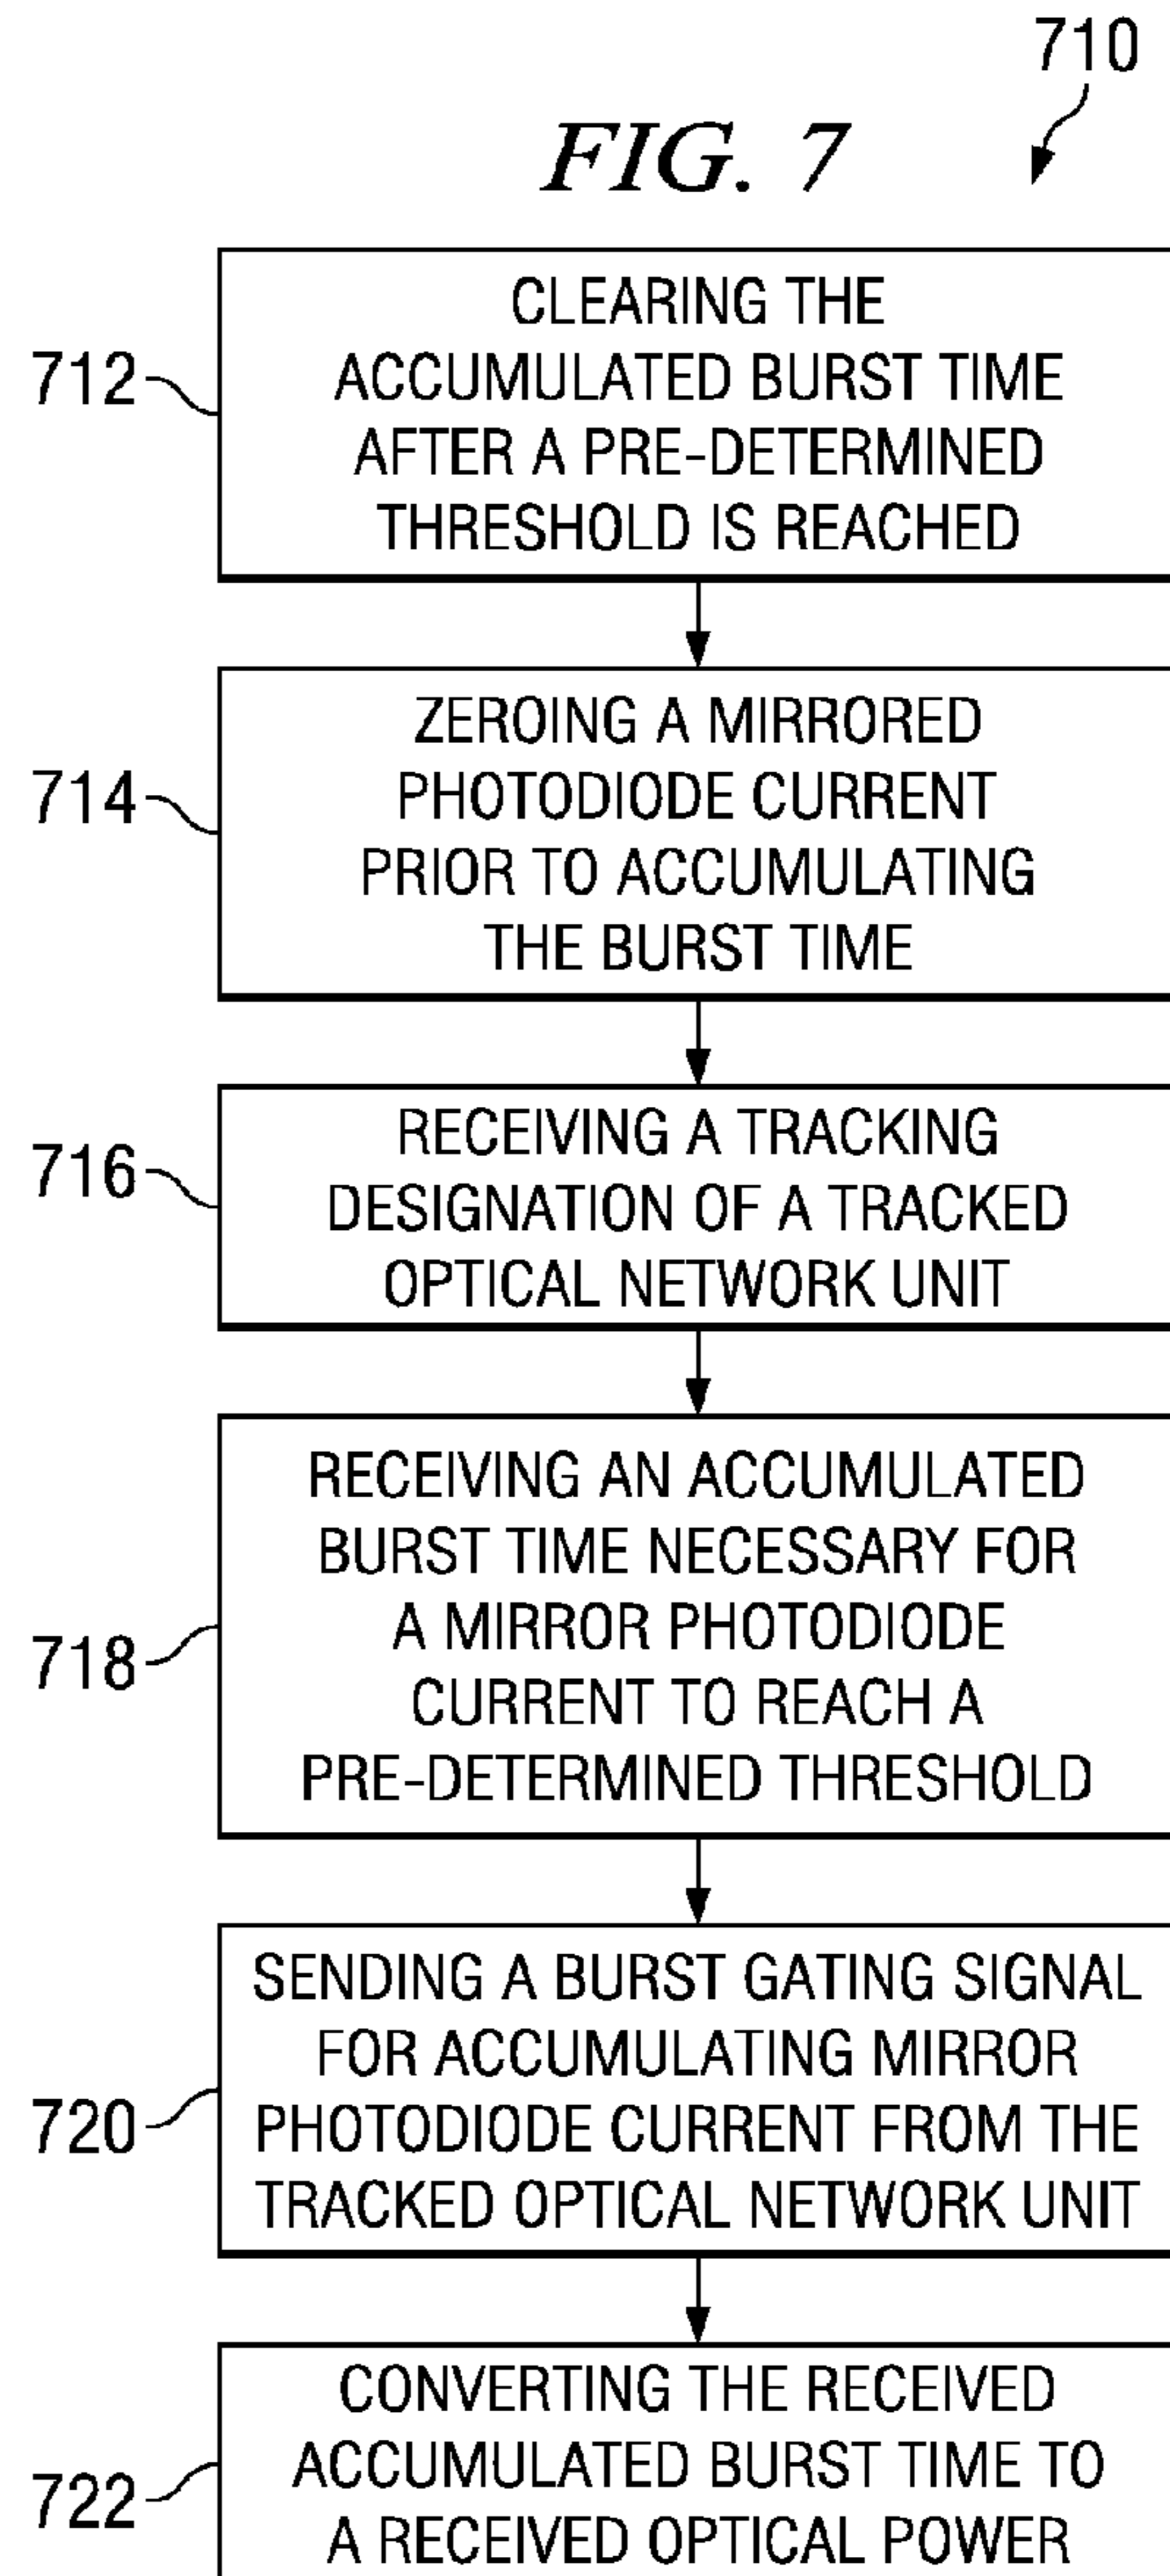 710
FIG. 7
712
CLEARING THE
ACCUMULATED BURST TIME
AFTER A PRE-DETERMINED
THRESHOLD IS REACHED
714
ZEROING A MIRRORED
PHOTODIODE CURRENT
PRIOR TO ACCUMULATING
THE BURST TIME
716
RECEIVING A TRACKING
DESIGNATION OF A TRACKED
OPTICAL NETWORK UNIT
718
RECEIVING AN ACCUMULATED
BURST TIME NECESSARY FOR
A MIRROR PHOTODIODE
CURRENT TO REACH A
PRE-DETERMINED THRESHOLD
720
SENDING A BURST GATING SIGNAL
FOR ACCUMULATING MIRROR
PHOTODIODE CURRENT FROM THE
TRACKED OPTICAL NETWORK UNIT
722
CONVERTING THE RECEIVED
ACCUMULATED BURST TIME TO
A RECEIVED OPTICAL POWER